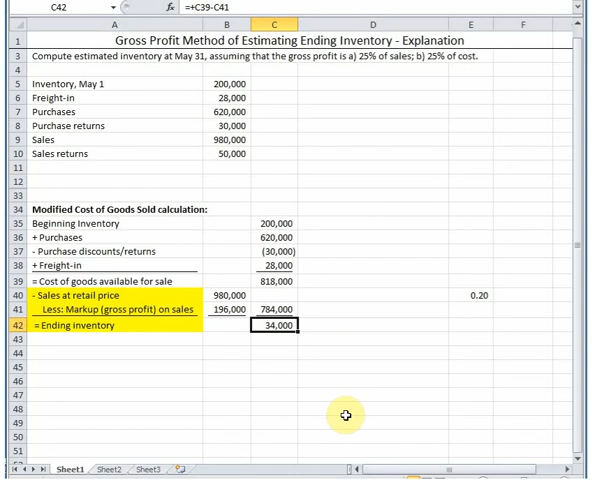 C42 fx =+C39-C41
A B C D E F
1 Gross Profit Method of Estimating Ending Inventory - Explanation
3 Compute estimated inventory at May 31, assuming that the gross profit is a) 25% of sales; b) 25% of cost.
4
5 Inventory, May 1 200,000
6 Freight-in 28,000
7 Purchases 620,000
8 Purchase returns 30,000
9 Sales 980,000
10 Sales returns 50,000
11
12
33
34 Modified Cost of Goods Sold calculation:
35 Beginning Inventory 200,000
36 + Purchases 620,000
37 - Purchase discounts/returns (30,000)
38 + Freight-in 28,000
39 = Cost of goods available for sale 818,000
40 - Sales at retail price 980,000 0.20
41 Less: Markup (gross profit) on sales 196,000 784,000
42 = Ending inventory 34,000
43
44
45
46
47
48
49
50
51
Sheet1 Sheet2 Sheet3